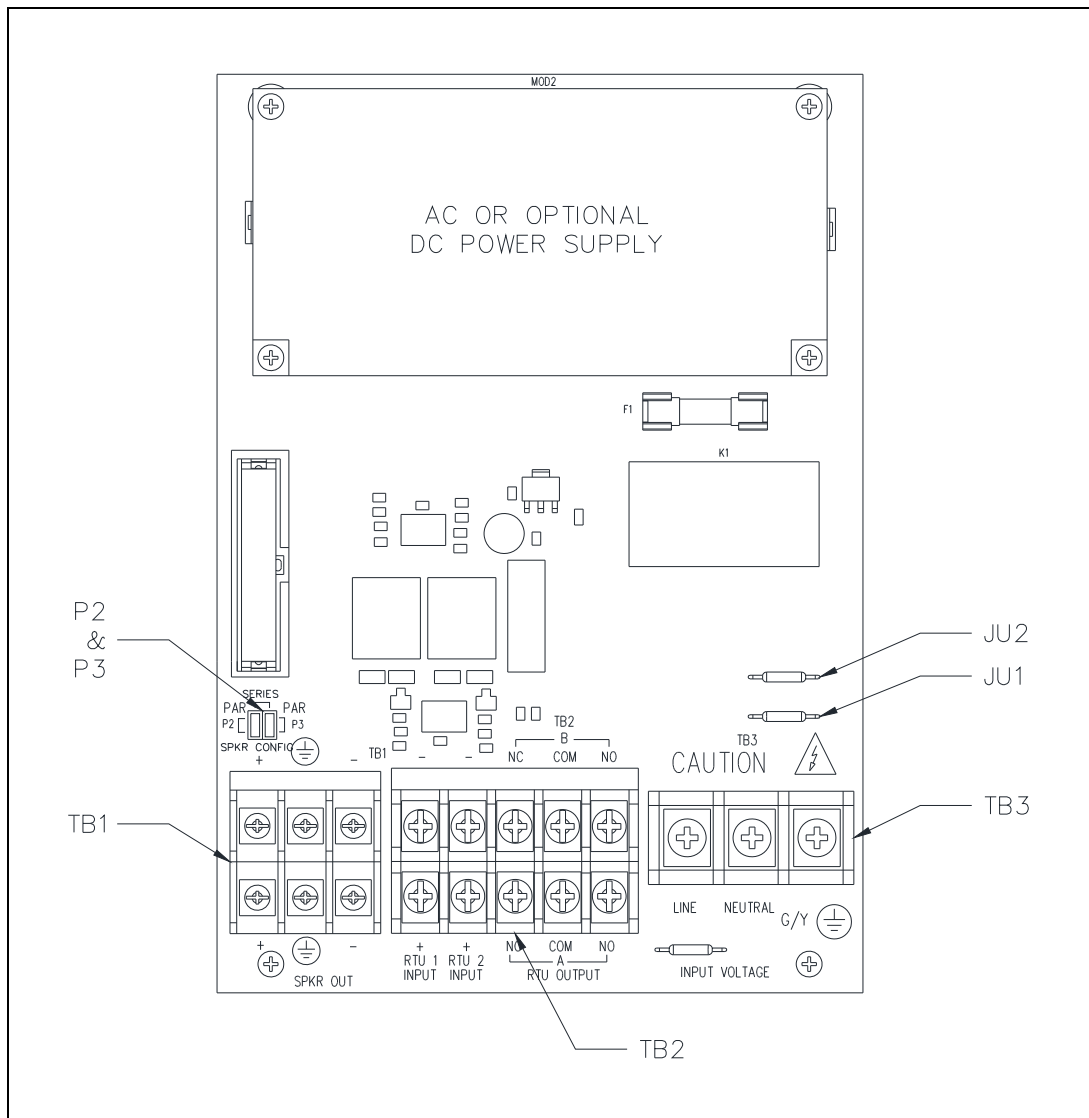 MOD2
AC OR OPTIONAL
DC POWER SUPPLY
F1
K1
P2
&
P3
JU2
JU1
SERIES
PAR PAR
P2 P3
SPKR CONFIG
TB1
TB2
B
TB3
CAUTION
+ -
- - NC COM NO
TB1
TB3
LINE NEUTRAL G/Y
+ -
SPKR OUT
+ + NO COM NO
RTU 1 RTU 2 A
INPUT INPUT RTU OUTPUT
INPUT VOLTAGE
TB2